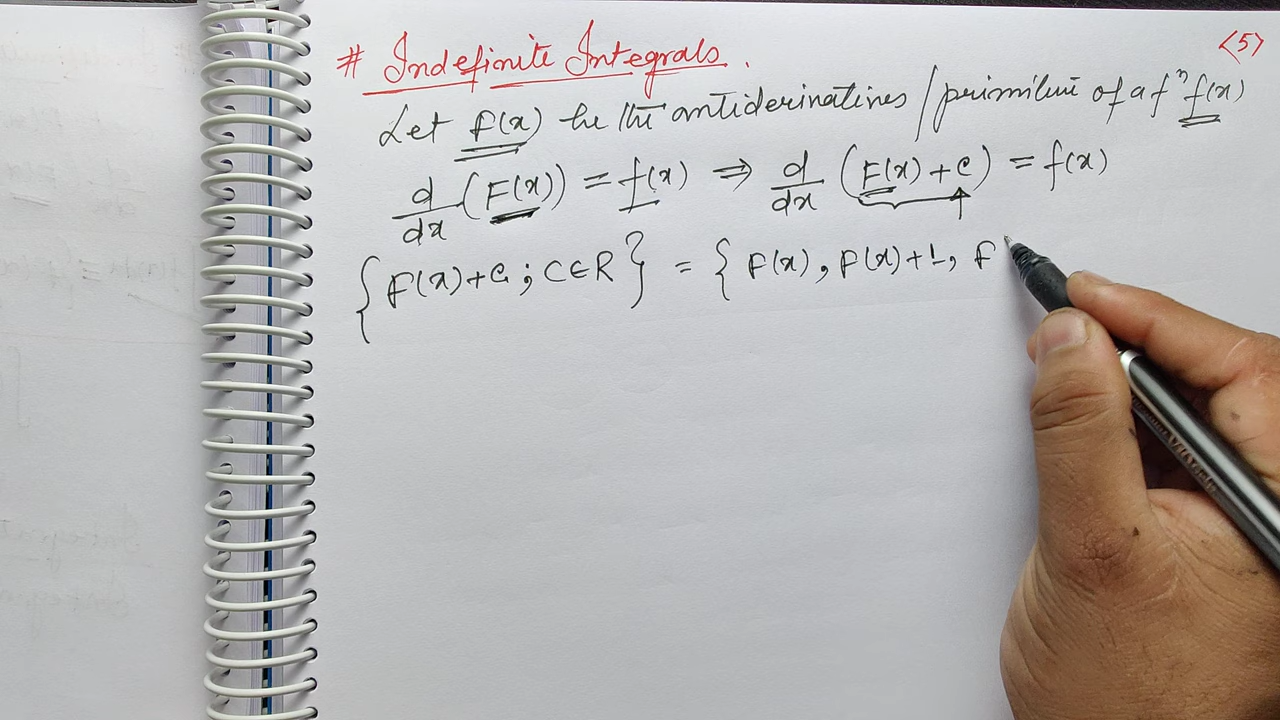 # Indefinite Integrals. <5>
Let F(x) be the antiderivatives / primitive of a fⁿ f(x)
d/dx (F(x)) = f(x) ⇒ d/dx (F(x) + c) = f(x)
{F(x) + C ; C ∈ R} = {F(x), F(x) + 1, F